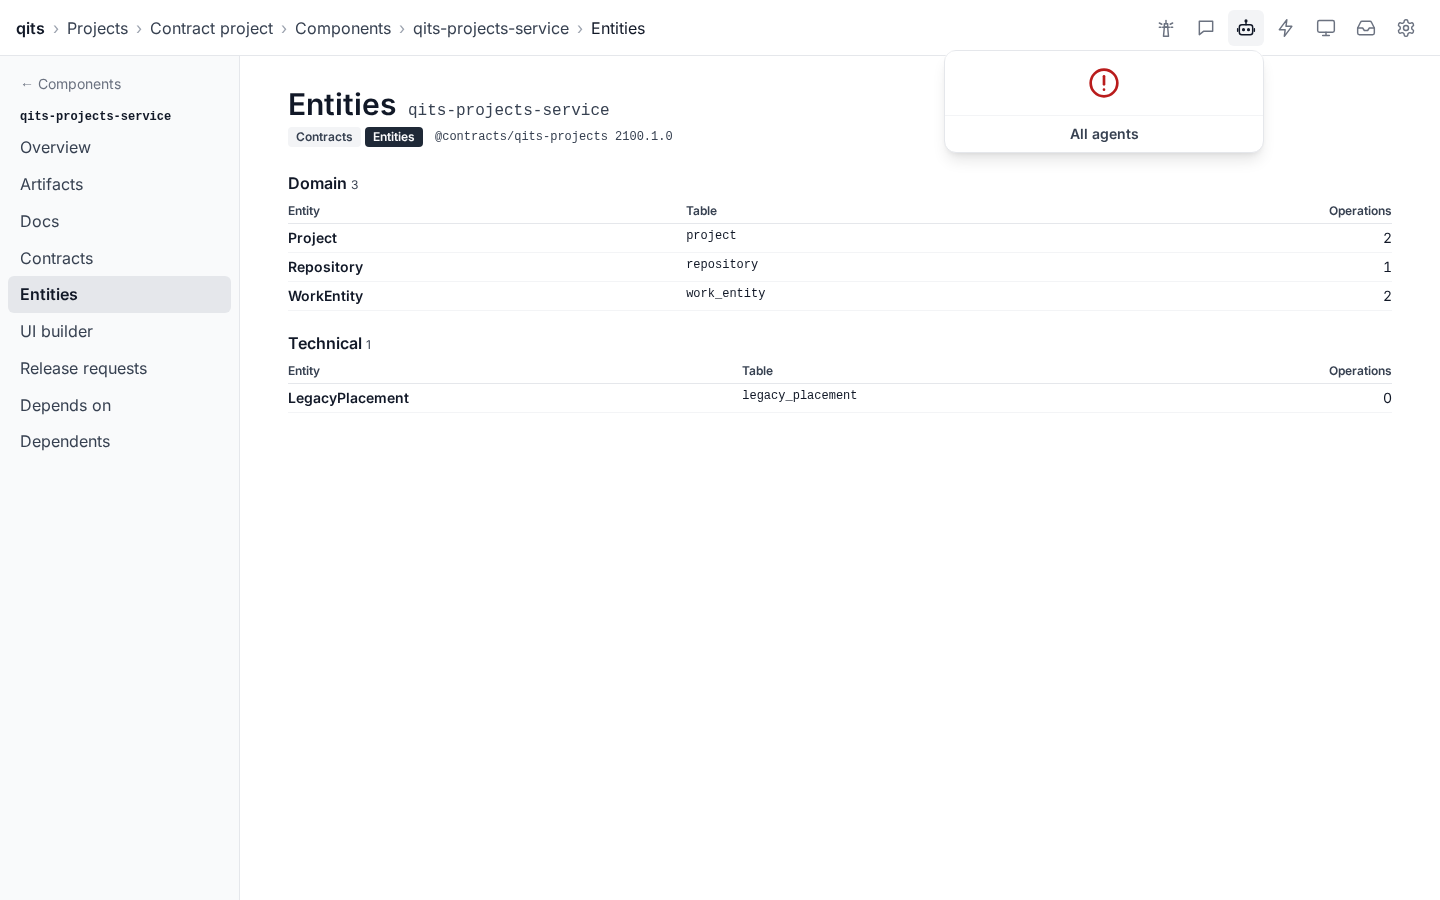 qits › Projects › Contract project › Components › qits-projects-service › Entities
All agents
← Components
qits-projects-service
Overview
Artifacts
Docs
Contracts
Entities
UI builder
Release requests
Depends on
Dependents
Entities qits-projects-service
Contracts Entities @contracts/qits-projects 2100.1.0
Domain 3
Entity Table Operations
Project project 2
Repository repository 1
WorkEntity work_entity 2
Technical 1
Entity Table Operations
LegacyPlacement legacy_placement 0